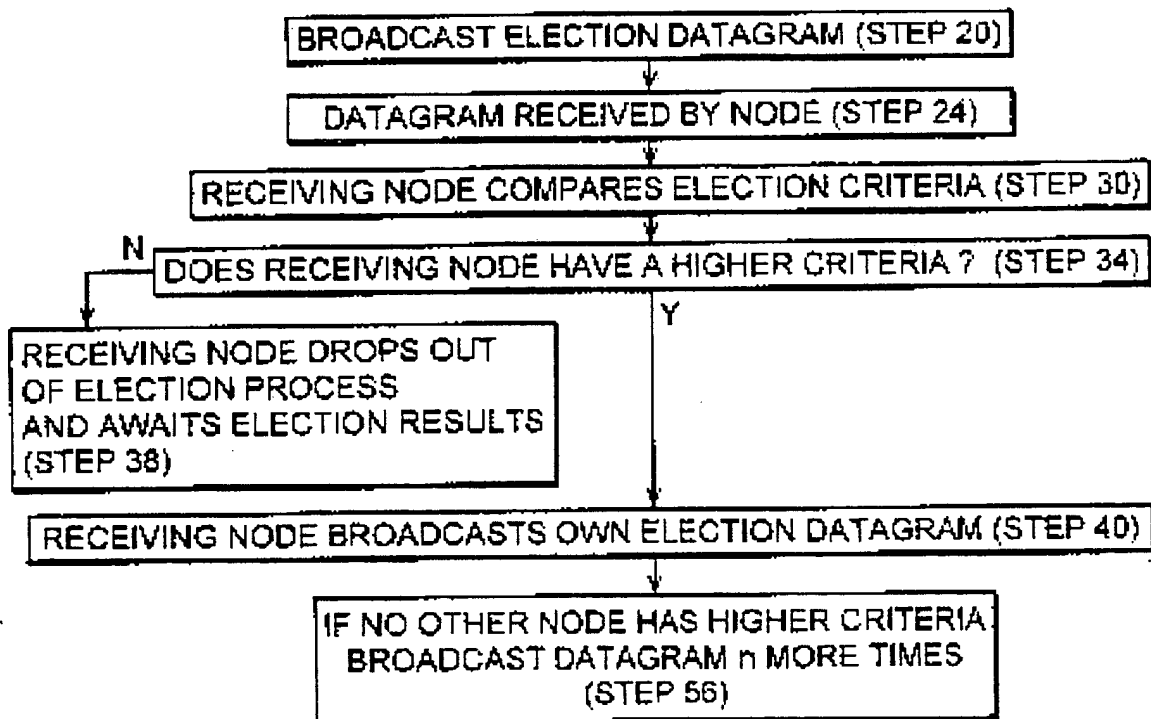 BROADCAST ELECTION DATAGRAM (STEP 20)
DATAGRAM RECEIVED BY NODE (STEP 24)
RECEIVING NODE COMPARES ELECTION CRITERIA (STEP 30)
N
DOES RECEIVING NODE HAVE A HIGHER CRITERIA ? (STEP 34)
Y
RECEIVING NODE DROPS OUT
OF ELECTION PROCESS
AND AWAITS ELECTION RESULTS
(STEP 38)
RECEIVING NODE BROADCASTS OWN ELECTION DATAGRAM (STEP 40)
IF NO OTHER NODE HAS HIGHER CRITERIA
BROADCAST DATAGRAM n MORE TIMES
(STEP 56)